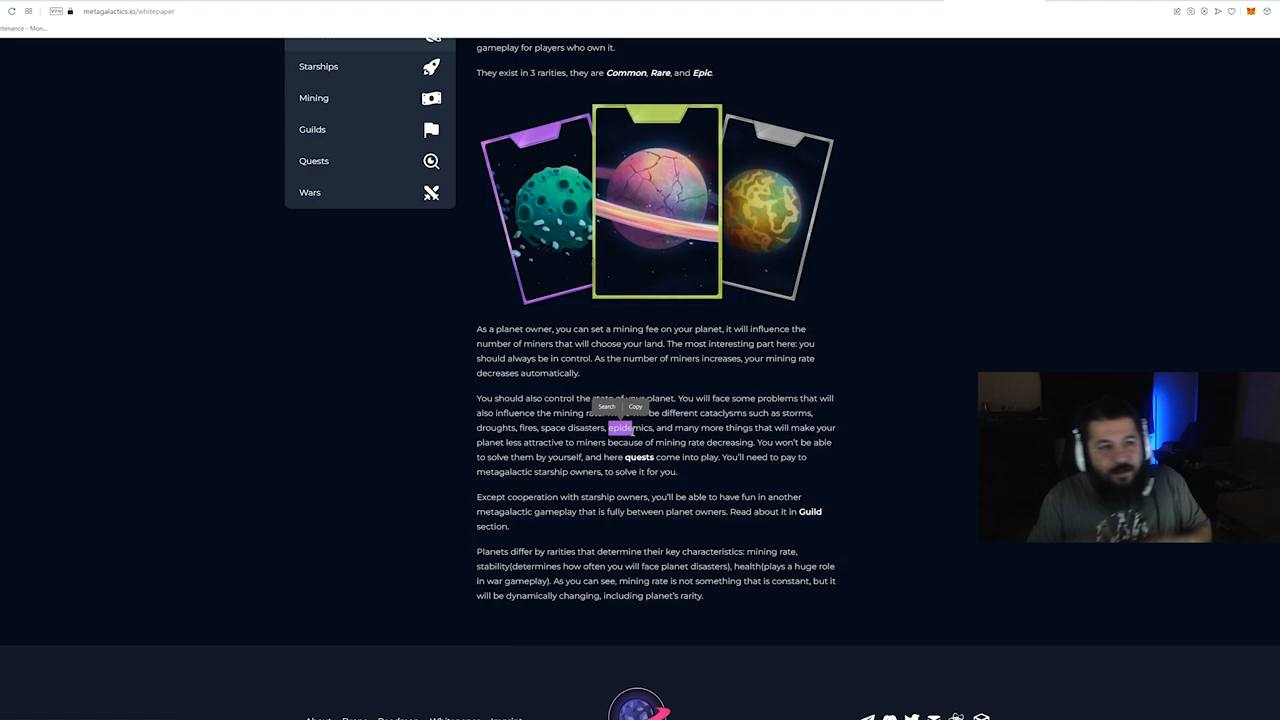 VPN
metagalactics.io/whitepaper
ntenance - Mon...
Starships
Mining
Guilds
Quests
Wars
gameplay for players who own it.
They exist in 3 rarities, they are Common, Rare, and Epic.
As a planet owner, you can set a mining fee on your planet, it will influence the
number of miners that will choose your land. The most interesting part here: you
should always be in control. As the number of miners increases, your mining rate
decreases automatically.
You should also control the state of your planet. You will face some problems that will
Search Copy
also influence the mining be different cataclysms such as storms,
droughts, fires, space disasters, epidemics, and many more things that will make your
planet less attractive to miners because of mining rate decreasing. You won't be able
to solve them by yourself, and here quests come into play. You'll need to pay to
metagalactic starship owners, to solve it for you.
Except cooperation with starship owners, you'll be able to have fun in another
metagalactic gameplay that is fully between planet owners. Read about it in Guild
section.
Planets differ by rarities that determine their key characteristics: mining rate,
stability(determines how often you will face planet disasters), health(plays a huge role
in war gameplay). As you can see, mining rate is not something that is constant, but it
will be dynamically changing, including planet's rarity.